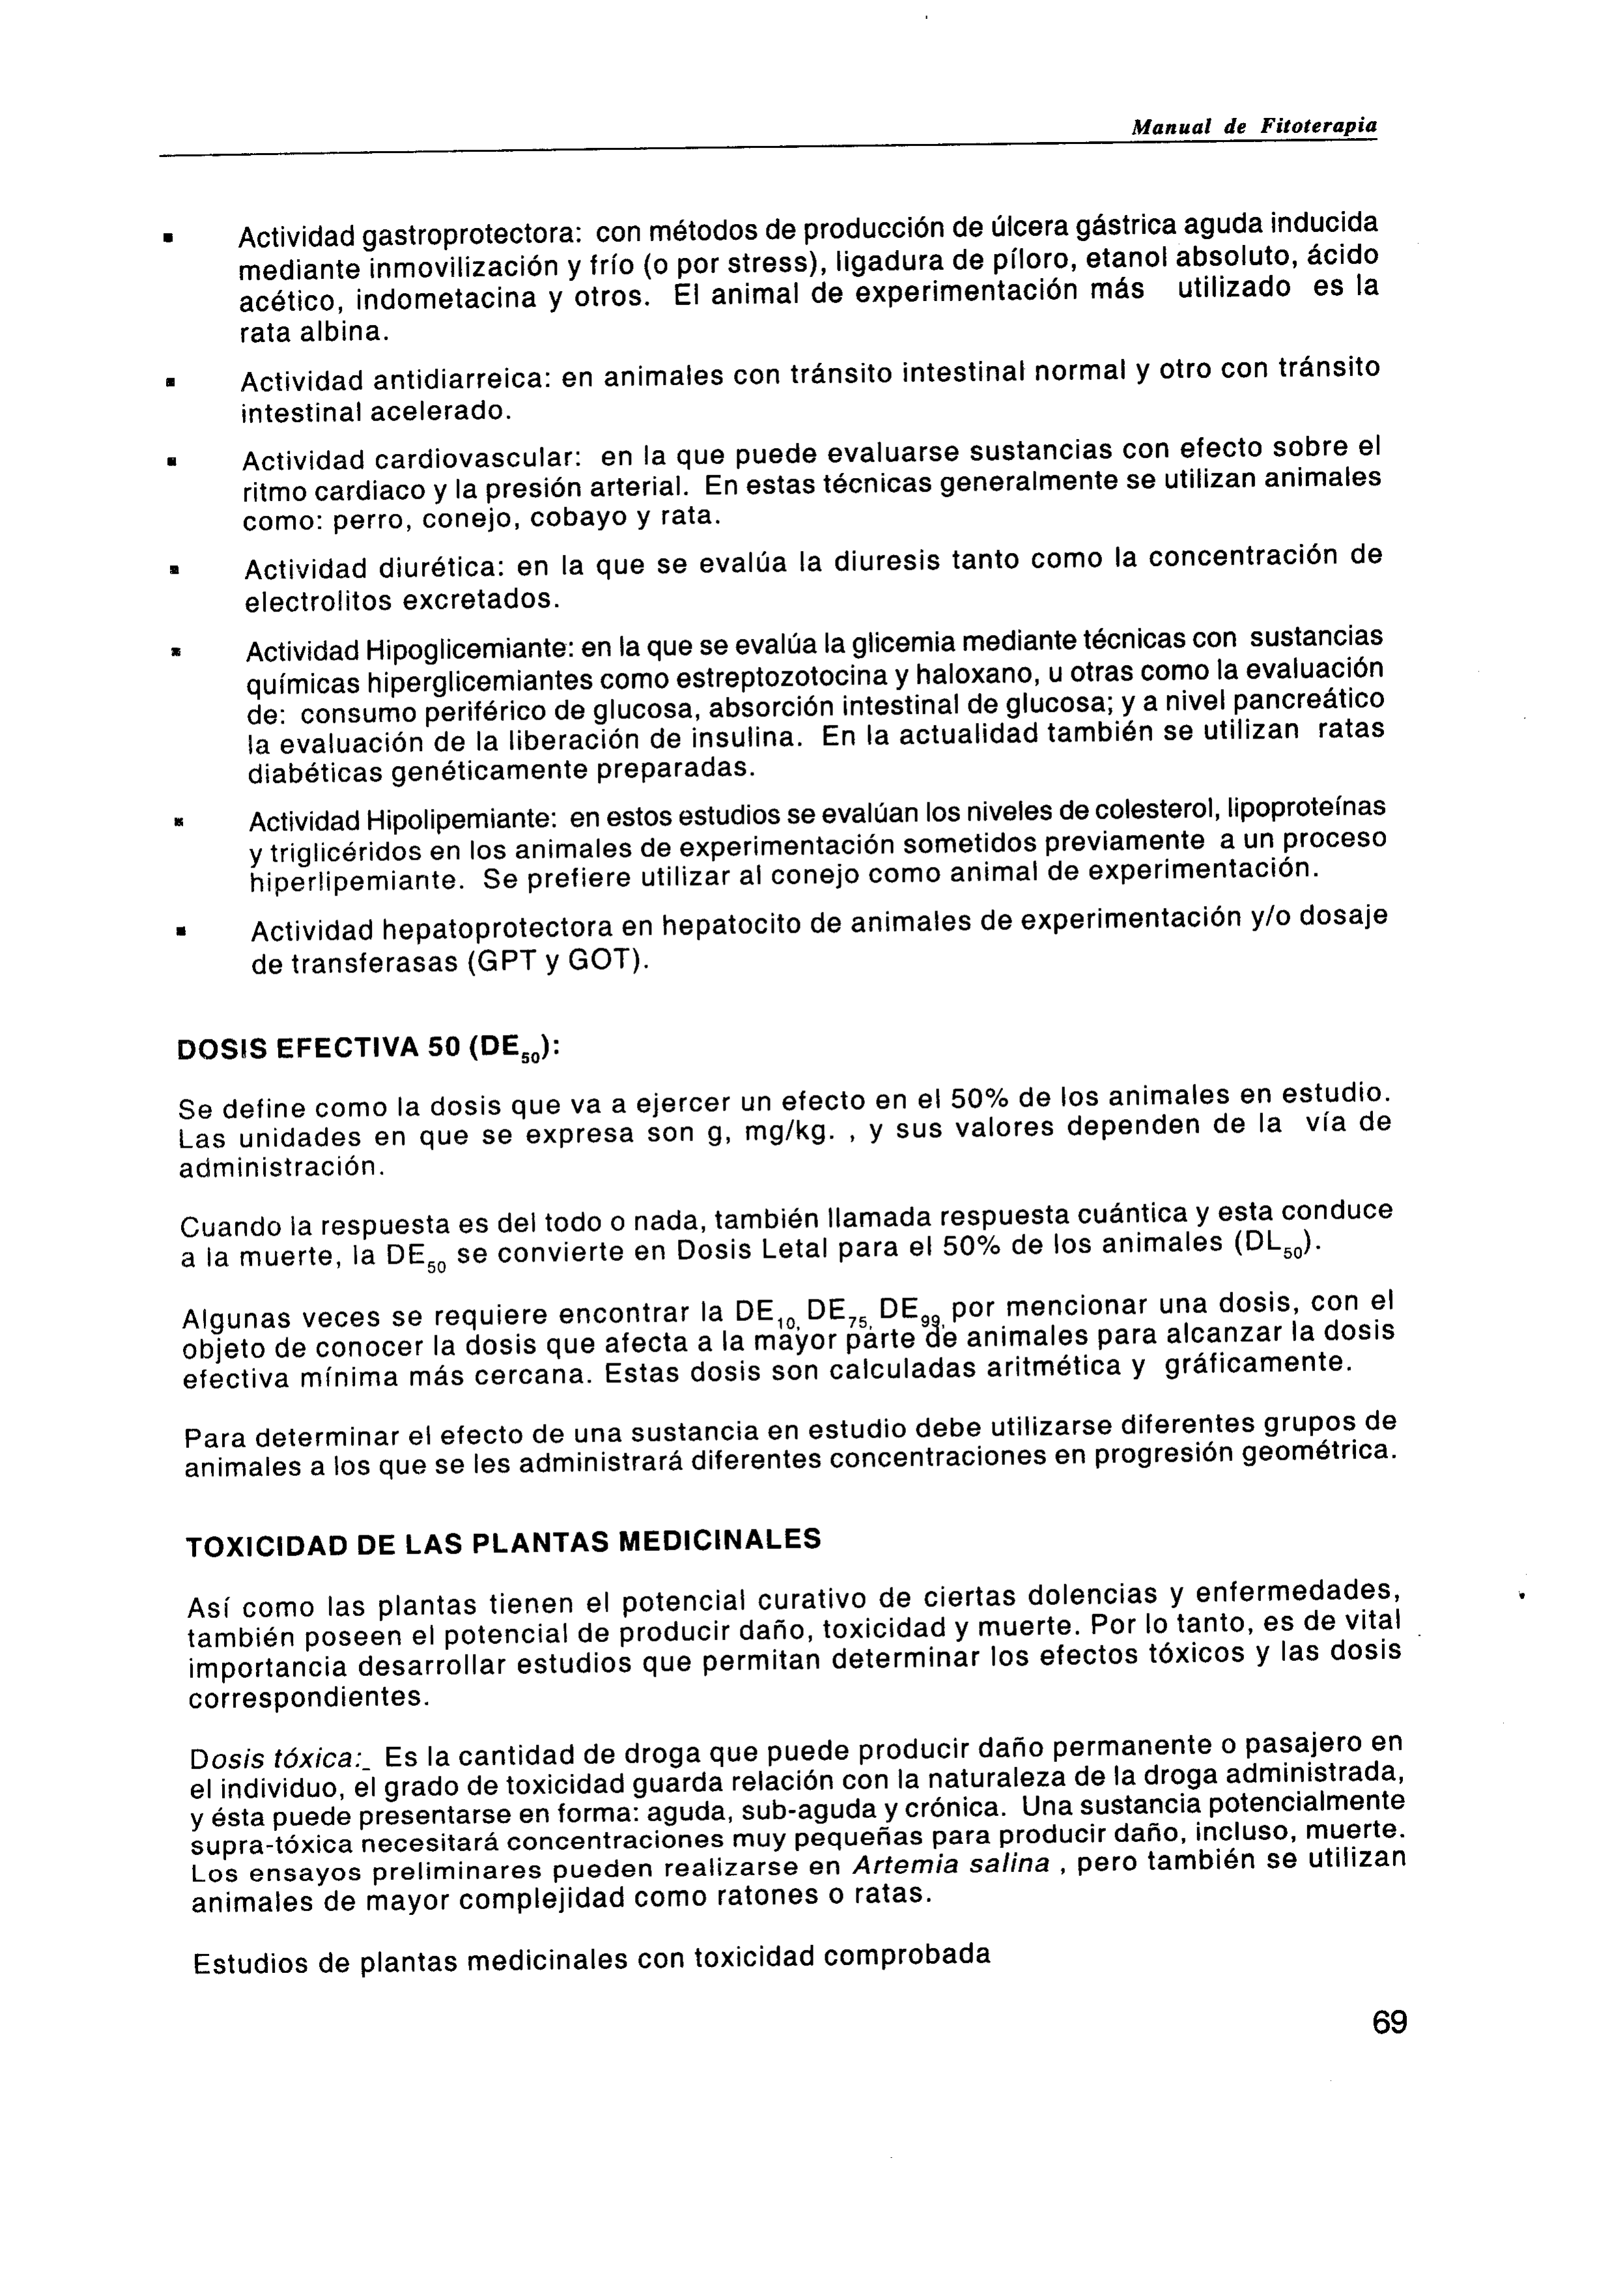 Manual de Fitoterapia
▪ Actividad gastroprotectora: con métodos de producción de úlcera gástrica aguda inducida
mediante inmovilización y frío (o por stress), ligadura de píloro, etanol absoluto, ácido
acético, indometacina y otros. El animal de experimentación más utilizado es la
rata albina.
▪ Actividad antidiarreica: en animales con tránsito intestinal normal y otro con tránsito
intestinal acelerado.
▪ Actividad cardiovascular: en la que puede evaluarse sustancias con efecto sobre el
ritmo cardiaco y la presión arterial. En estas técnicas generalmente se utilizan animales
como: perro, conejo, cobayo y rata.
▪ Actividad diurética: en la que se evalúa la diuresis tanto como la concentración de
electrolitos excretados.
▪ Actividad Hipoglicemiante: en la que se evalúa la glicemia mediante técnicas con sustancias
químicas hiperglicemiantes como estreptozotocina y haloxano, u otras como la evaluación
de: consumo periférico de glucosa, absorción intestinal de glucosa; y a nivel pancreático
la evaluación de la liberación de insulina. En la actualidad también se utilizan ratas
diabéticas genéticamente preparadas.
▪ Actividad Hipolipemiante: en estos estudios se evalúan los niveles de colesterol, lipoproteínas
y triglicéridos en los animales de experimentación sometidos previamente a un proceso
hiperlipemiante. Se prefiere utilizar al conejo como animal de experimentación.
▪ Actividad hepatoprotectora en hepatocito de animales de experimentación y/o dosaje
de transferasas (GPT y GOT).
DOSIS EFECTIVA 50 (DE₅₀):
Se define como la dosis que va a ejercer un efecto en el 50% de los animales en estudio.
Las unidades en que se expresa son g, mg/kg. , y sus valores dependen de la vía de
administración.
Cuando la respuesta es del todo o nada, también llamada respuesta cuántica y esta conduce
a la muerte, la DE₅₀ se convierte en Dosis Letal para el 50% de los animales (DL₅₀).
Algunas veces se requiere encontrar la DE₁₀, DE₇₅, DE₉₉, por mencionar una dosis, con el
objeto de conocer la dosis que afecta a la mayor parte de animales para alcanzar la dosis
efectiva mínima más cercana. Estas dosis son calculadas aritmética y gráficamente.
Para determinar el efecto de una sustancia en estudio debe utilizarse diferentes grupos de
animales a los que se les administrará diferentes concentraciones en progresión geométrica.
TOXICIDAD DE LAS PLANTAS MEDICINALES
Así como las plantas tienen el potencial curativo de ciertas dolencias y enfermedades,
también poseen el potencial de producir daño, toxicidad y muerte. Por lo tanto, es de vital
importancia desarrollar estudios que permitan determinar los efectos tóxicos y las dosis
correspondientes.
Dosis tóxica:_ Es la cantidad de droga que puede producir daño permanente o pasajero en
el individuo, el grado de toxicidad guarda relación con la naturaleza de la droga administrada,
y ésta puede presentarse en forma: aguda, sub-aguda y crónica. Una sustancia potencialmente
supra-tóxica necesitará concentraciones muy pequeñas para producir daño, incluso, muerte.
Los ensayos preliminares pueden realizarse en Artemia salina , pero también se utilizan
animales de mayor complejidad como ratones o ratas.
Estudios de plantas medicinales con toxicidad comprobada
69